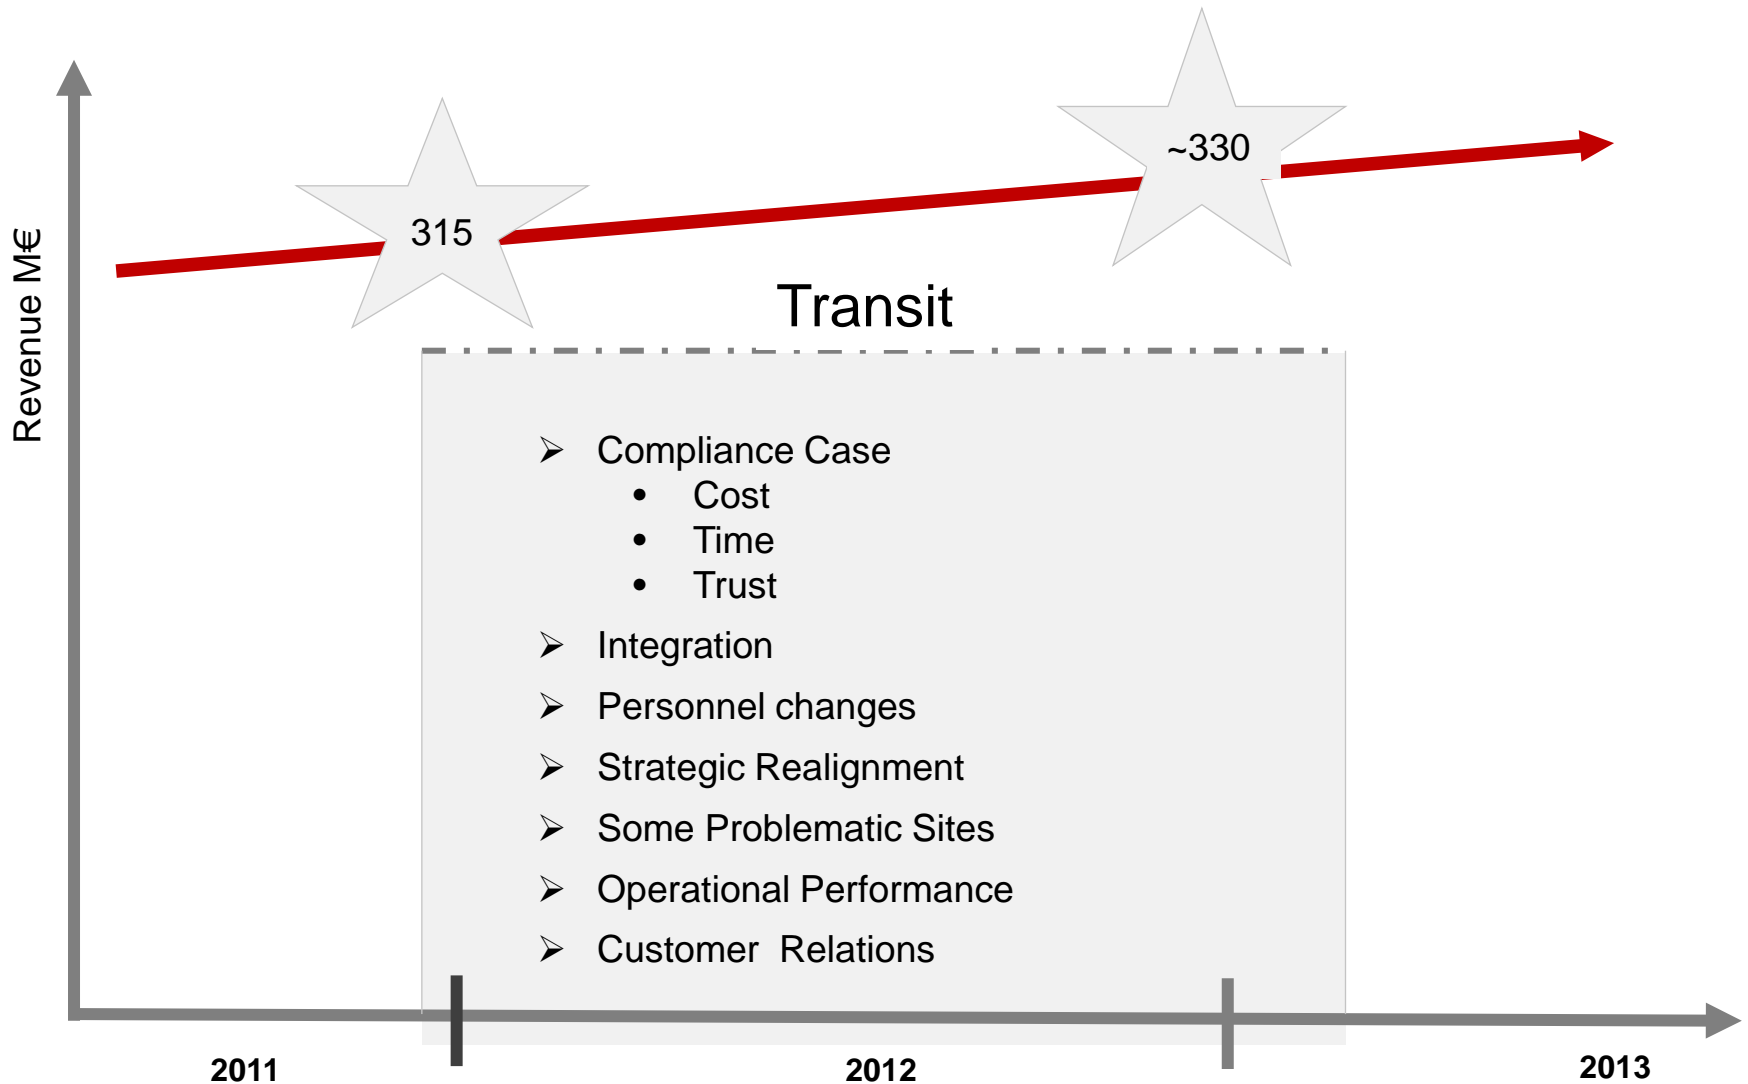 ~330
315
Revenue M€
Transit
➢ Compliance Case
• Cost
• Time
• Trust
➢ Integration
➢ Personnel changes
➢ Strategic Realignment
➢ Some Problematic Sites
➢ Operational Performance
➢ Customer  Relations
2011
2012
2013